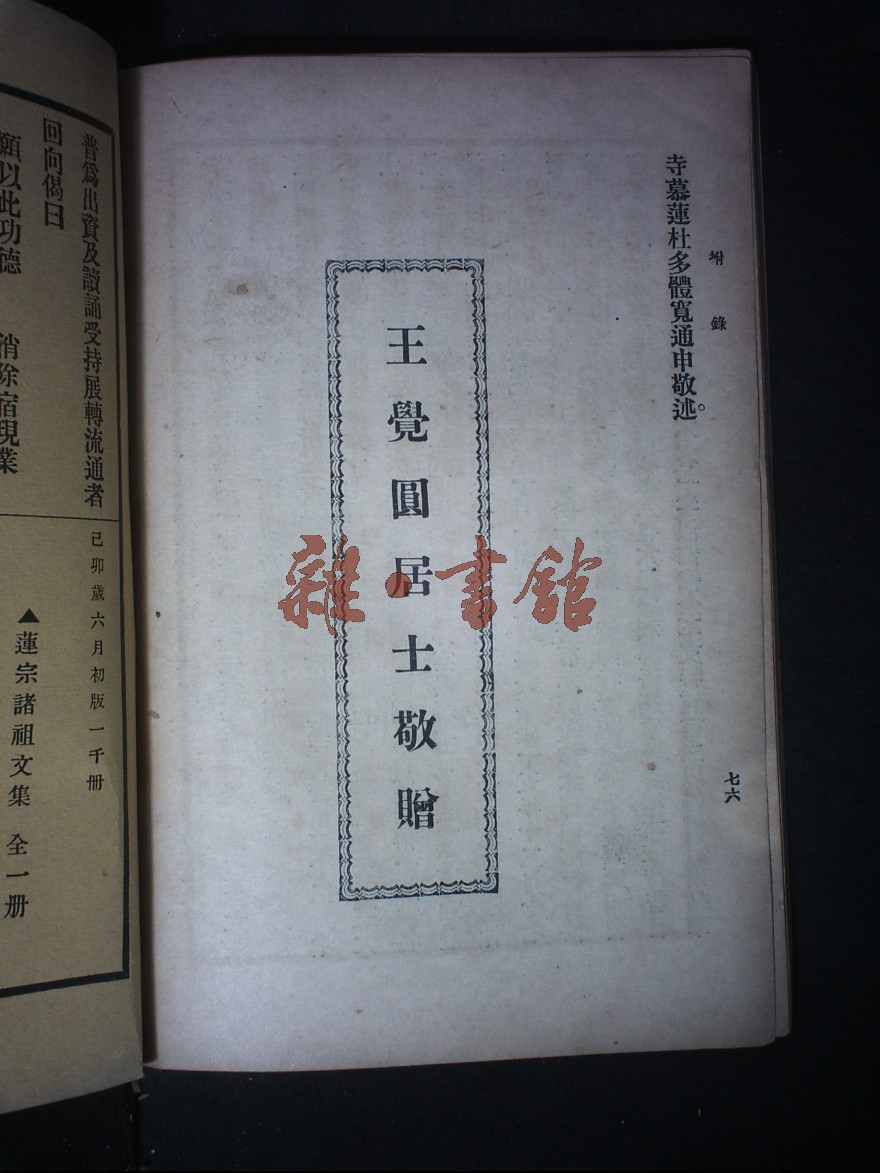 坿錄
七六
寺慕蓮杜多體寬通申敬述。
王覺圓居士敬贈
雜·書館
普爲出資及讀誦受持展轉流通者
回向偈曰
願以此功德 消除宿現業
己卯歲六月初版一千冊
▲蓮宗諸祖文集 全一册